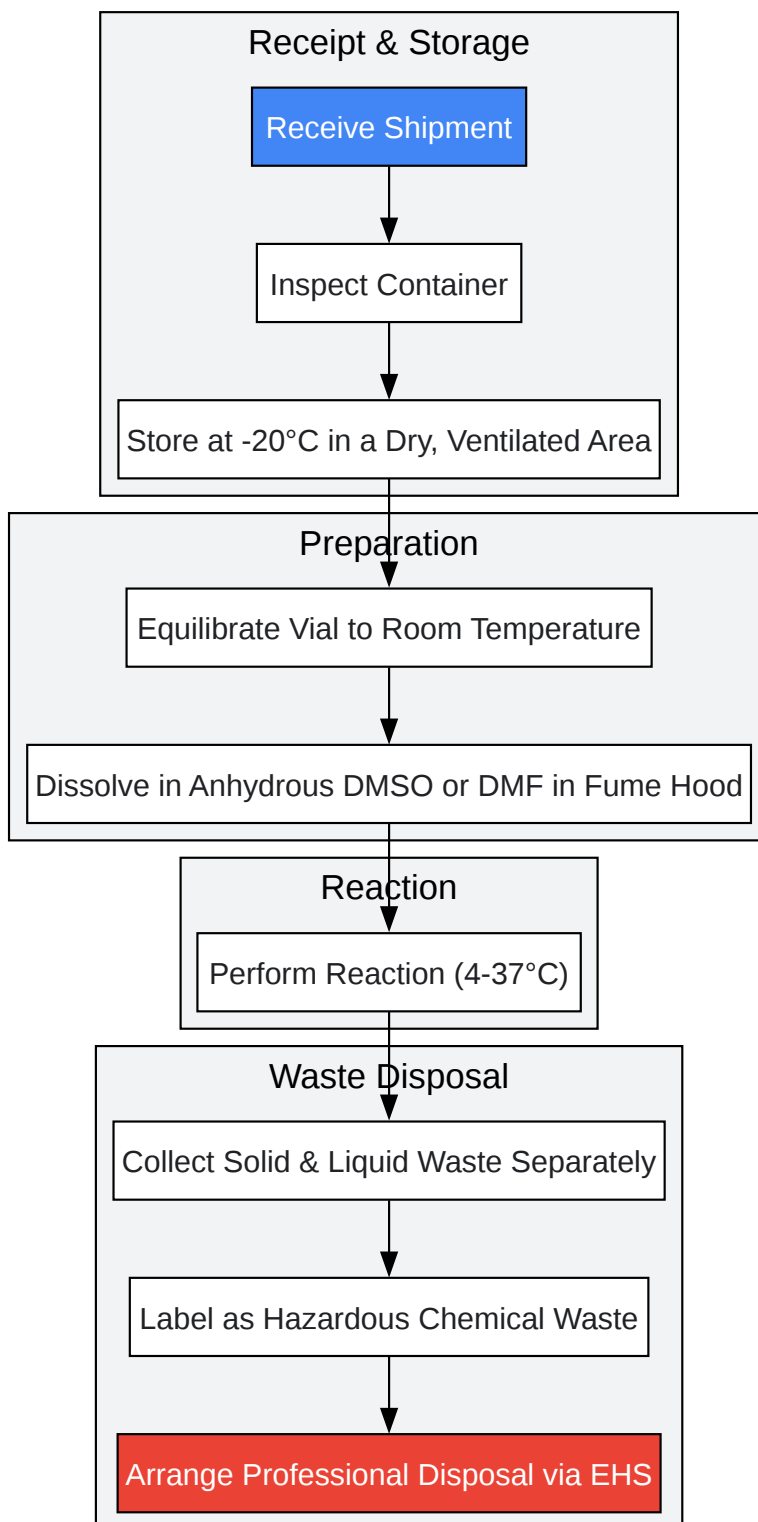 Receipt & Storage
Receive Shipment
Inspect Container
Store at -20°C in a Dry, Ventilated Area
Preparation
Equilibrate Vial to Room Temperature
Dissolve in Anhydrous DMSO or DMF in Fume Hood
Reaction
Perform Reaction (4-37°C)
Waste Disposal
Collect Solid & Liquid Waste Separately
Label as Hazardous Chemical Waste
Arrange Professional Disposal via EHS